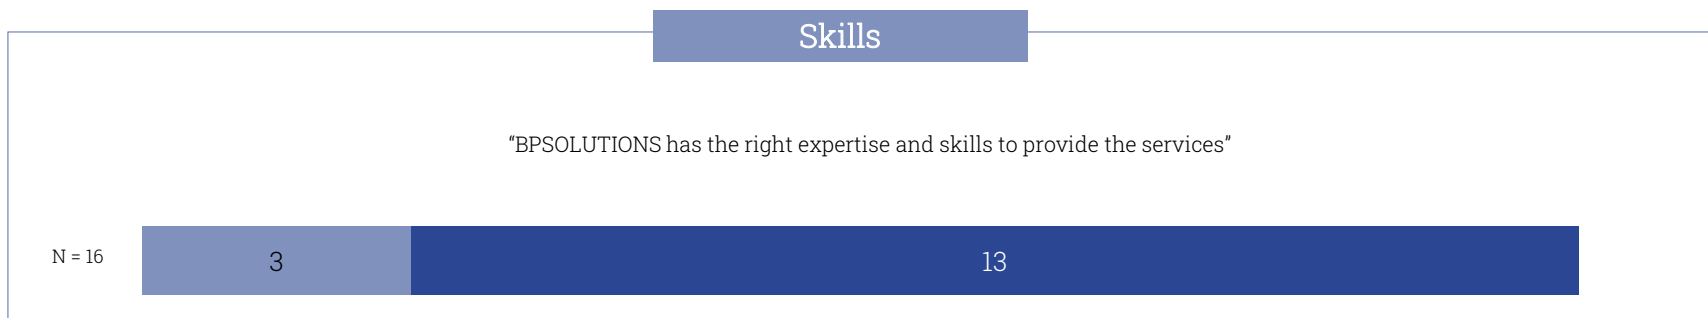 Skills
“BPSOLUTIONS has the right expertise and skills to provide the services”
N = 16
3
13